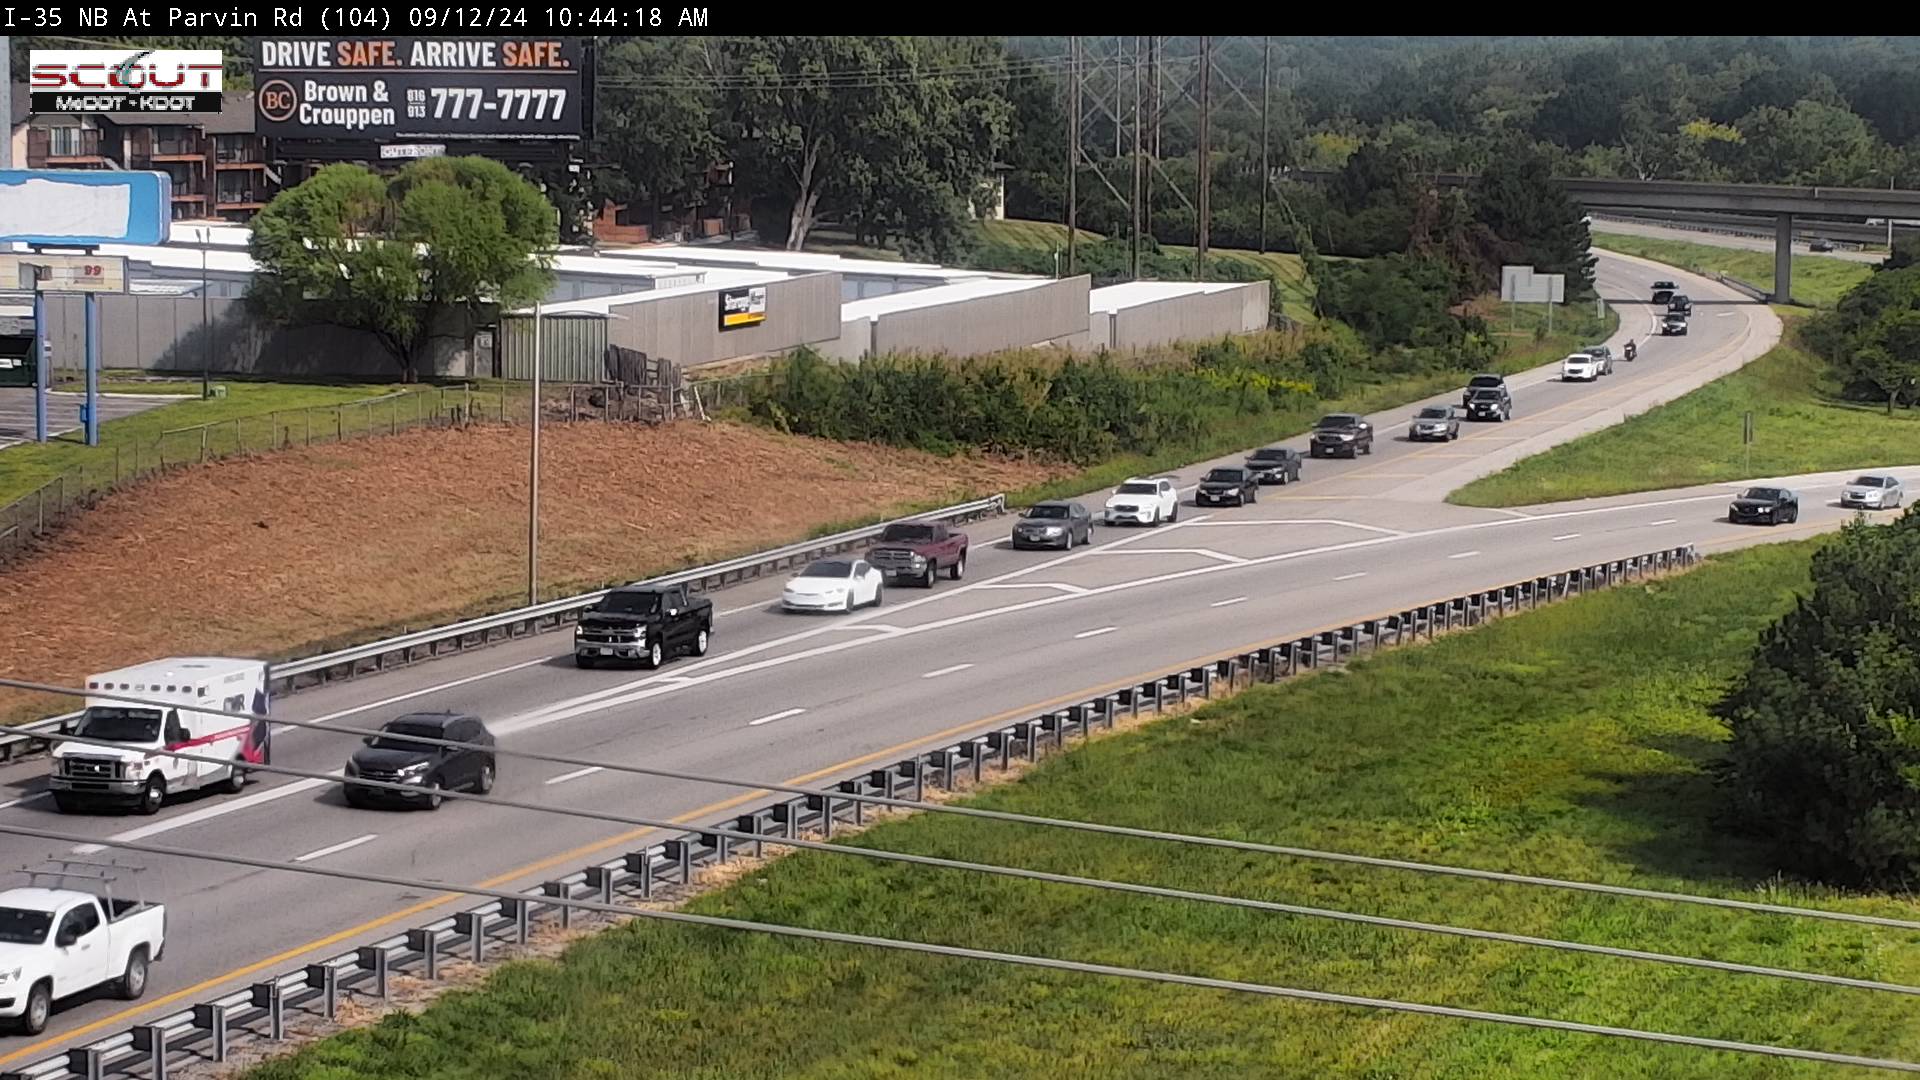 I-35 NB At Parvin Rd (104) 09/12/24 10:44:18 AM
SCOUT
MoDOT - KDOT
DRIVE SAFE. ARRIVE SAFE.
BC
Brown &
Crouppen
816
913
777-7777
OUTFRONT
99